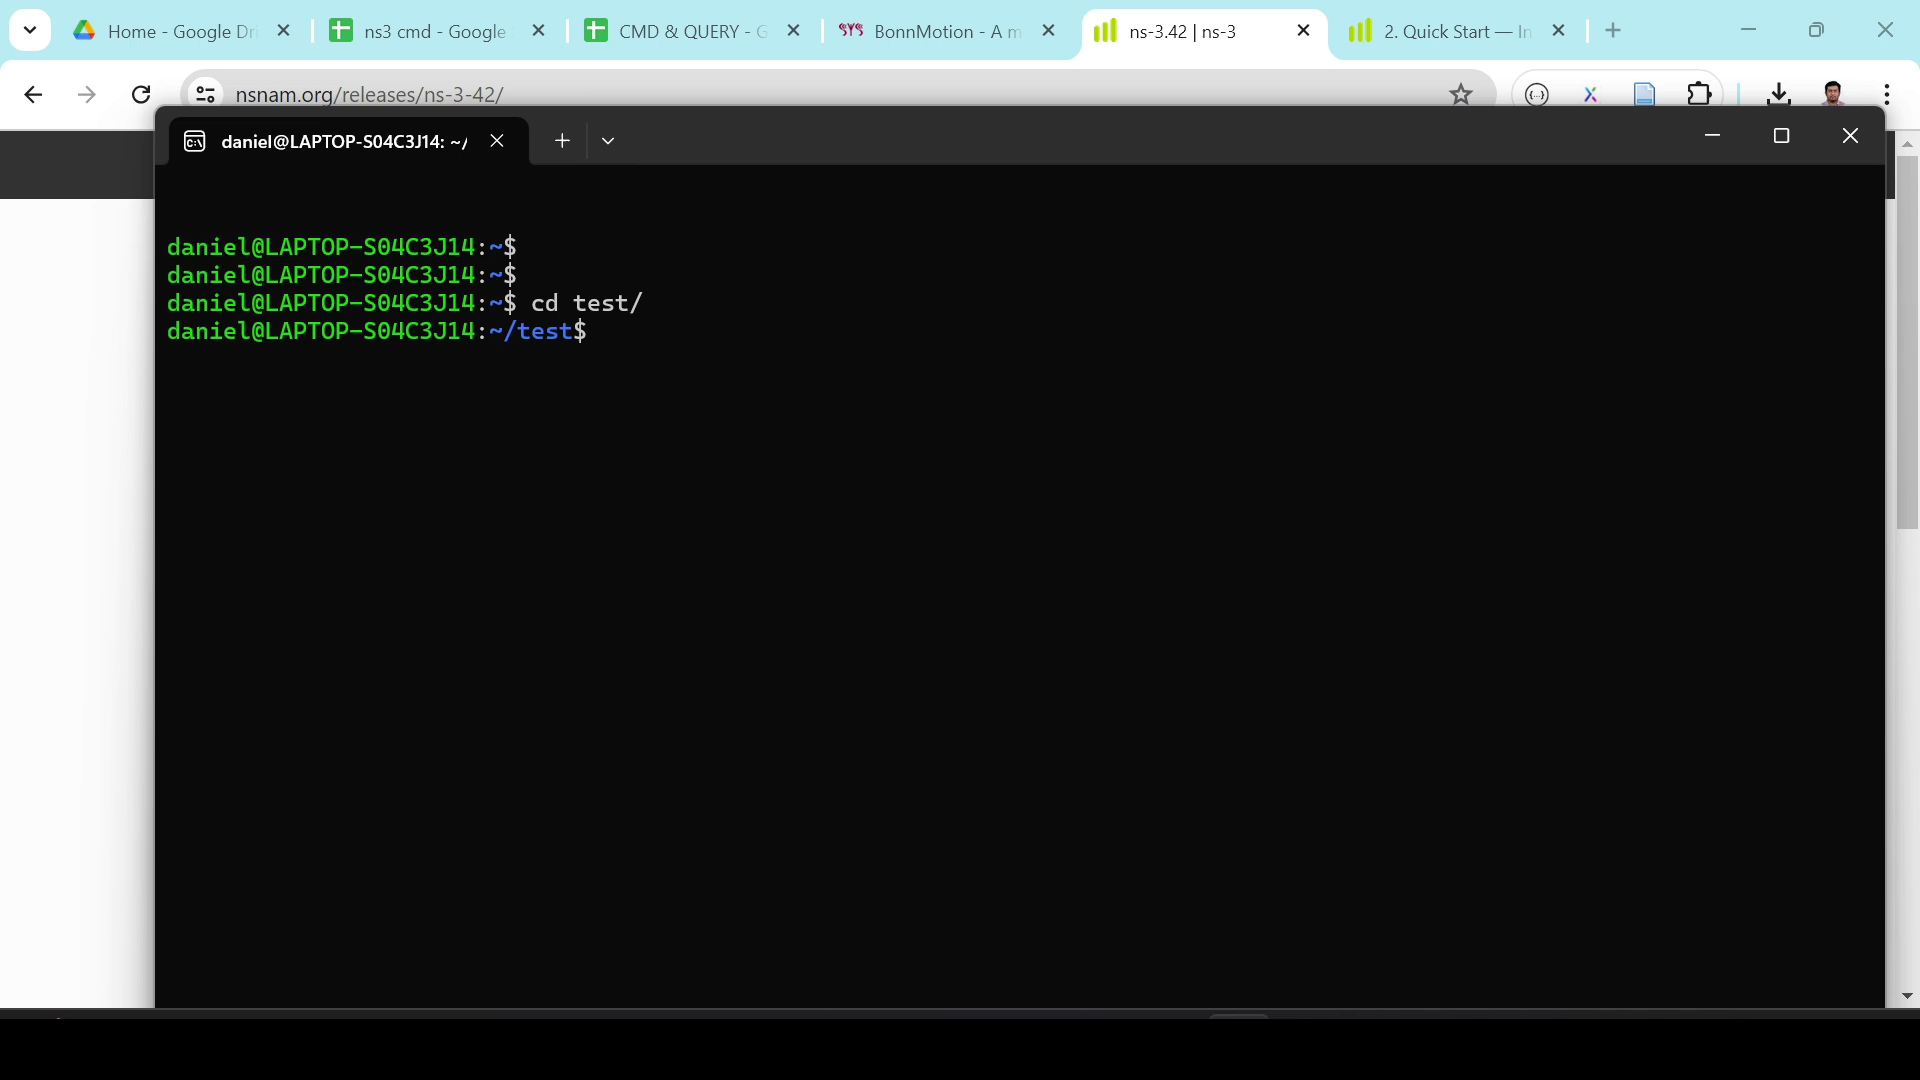 Home - Google Dri
ns3 cmd - Google
CMD & QUERY - G
BonnMotion - A m
ns-3.42 | ns-3
2. Quick Start — In
nsnam.org/releases/ns-3-42/
daniel@LAPTOP-S04C3J14: ~/
daniel@LAPTOP-S04C3J14:~$
daniel@LAPTOP-S04C3J14:~$
daniel@LAPTOP-S04C3J14:~$ cd test/
daniel@LAPTOP-S04C3J14:~/test$